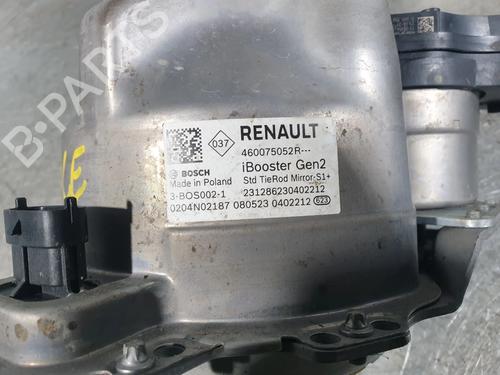 B-PARTS
037
RENAULT
460075052R---
BOSCH
iBooster Gen2
Made in Poland
Std TieRod Mirror-S1+
3-BOS002-1
231286230402212
0204N02187 080523 0402212 623